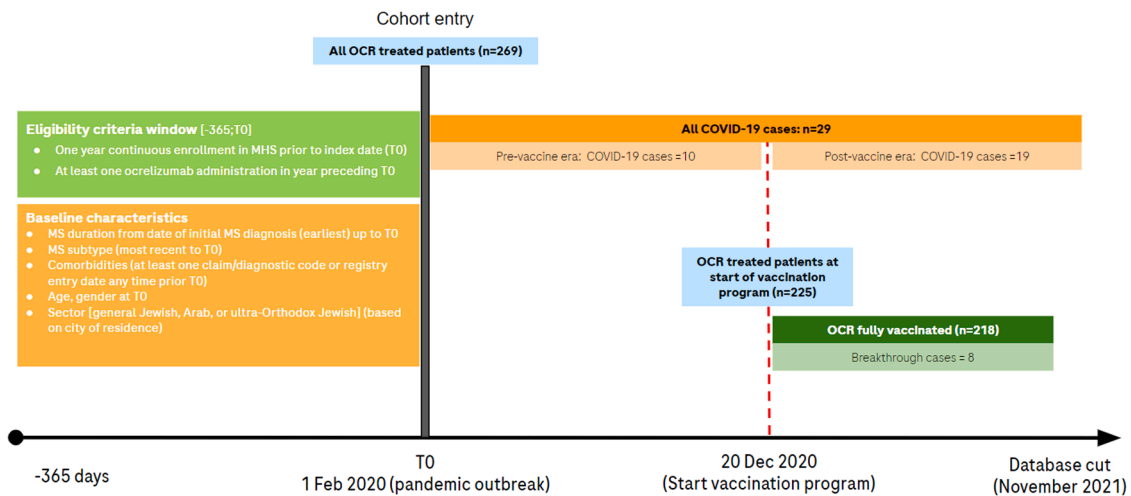 Cohort entry
All OCR treated patients (n=269)
Eligibility criteria window [-365;T0]
● One year continuous enrollment in MHS prior to index date (T0)
● At least one ocrelizumab administration in year preceding T0
All COVID-19 cases: n=29
Pre-vaccine era: COVID-19 cases =10
Post-vaccine era: COVID-19 cases =19
Baseline characteristics
● MS duration from date of initial MS diagnosis (earliest) up to T0
● MS subtype (most recent to T0)
● Comorbidities (at least one claim/diagnostic code or registry
entry date any time prior T0)
● Age, gender at T0
● Sector [general Jewish, Arab, or ultra-Orthodox Jewish] (based
on city of residence)
OCR treated patients at
start of vaccination
program (n=225)
OCR fully vaccinated (n=218)
Breakthrough cases = 8
-365 days
T0
1 Feb 2020 (pandemic outbreak)
20 Dec 2020
(Start vaccination program)
Database cut
(November 2021)